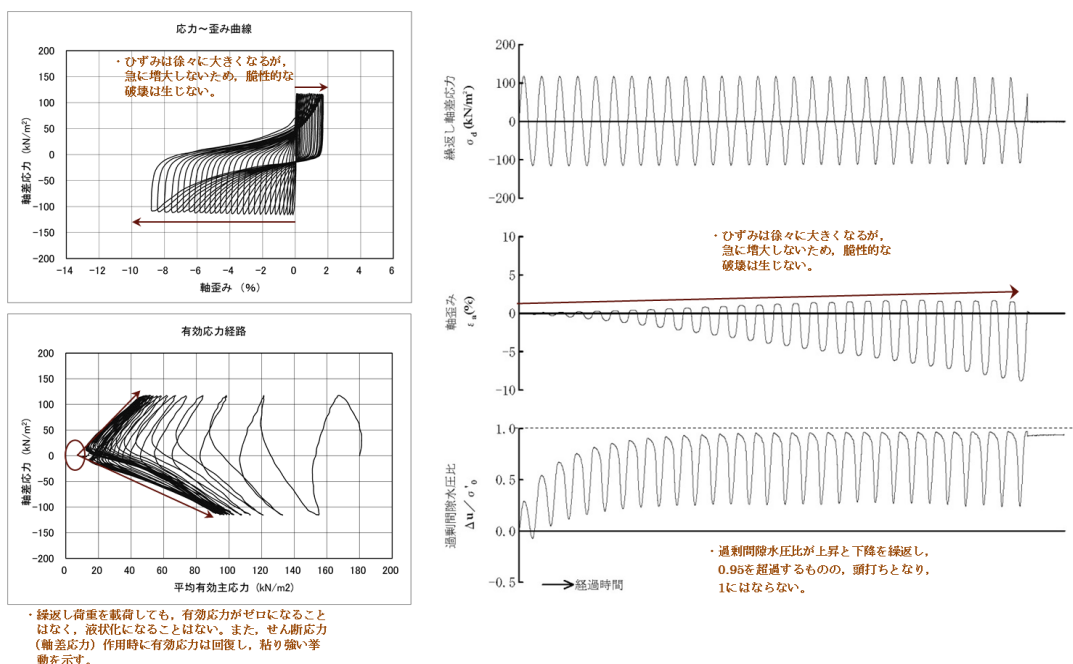 応力～歪み曲線
・ひずみは徐々に大きくなるが，
急に増大しないため，脆性的な
破壊は生じない。
軸差応力 (kN/m²)
200
150
100
50
0
-50
-100
-150
-200
-14 -12 -10 -8 -6 -4 -2 0 2 4 6
軸歪み （%）
有効応力経路
軸差応力 (kN/m²)
200
150
100
50
0
-50
-100
-150
-200
0 20 40 60 80 100 120 140 160 180 200
平均有効主応力 (kN/m2)
・繰返し荷重を載荷しても，有効応力がゼロになること
はなく，液状化になることはない。また，せん断応力
（軸差応力）作用時に有効応力は回復し，粘り強い挙
動を示す。
繰返し軸差応力
σd (kN/m²)
200
100
0
-100
-200
・ひずみは徐々に大きくなるが，
急に増大しないため，脆性的な
破壊は生じない。
軸歪み
εa(%)
10
5
0
-5
-10
過剰間隙水圧比
Δu／σ'0
1.0
0.5
0.0
-0.5
経過時間
・過剰間隙水圧比が上昇と下降を繰返し，
0.95を超過するものの，頭打ちとなり，
1にはならない。